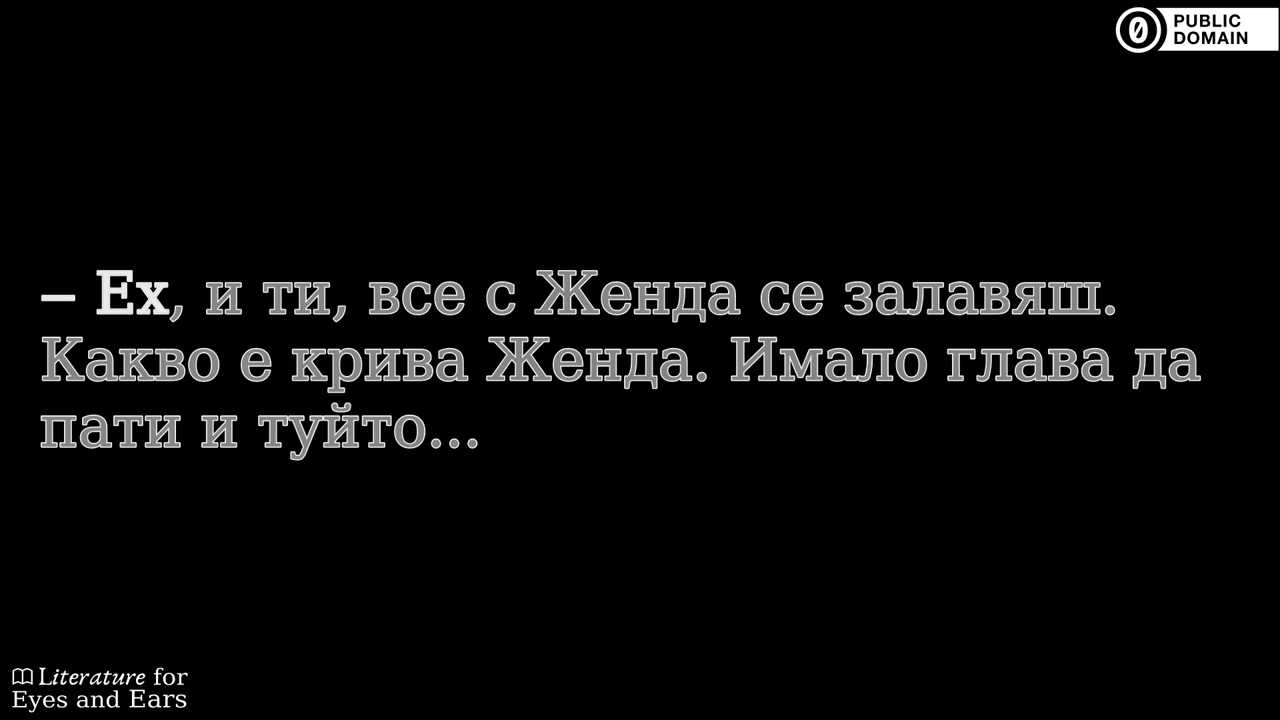 PUBLIC
DOMAIN
– Ех, и ти, все с Женда се залавяш.
Какво е крива Женда. Имало глава да
пати и туйто...
Literature for
Eyes and Ears